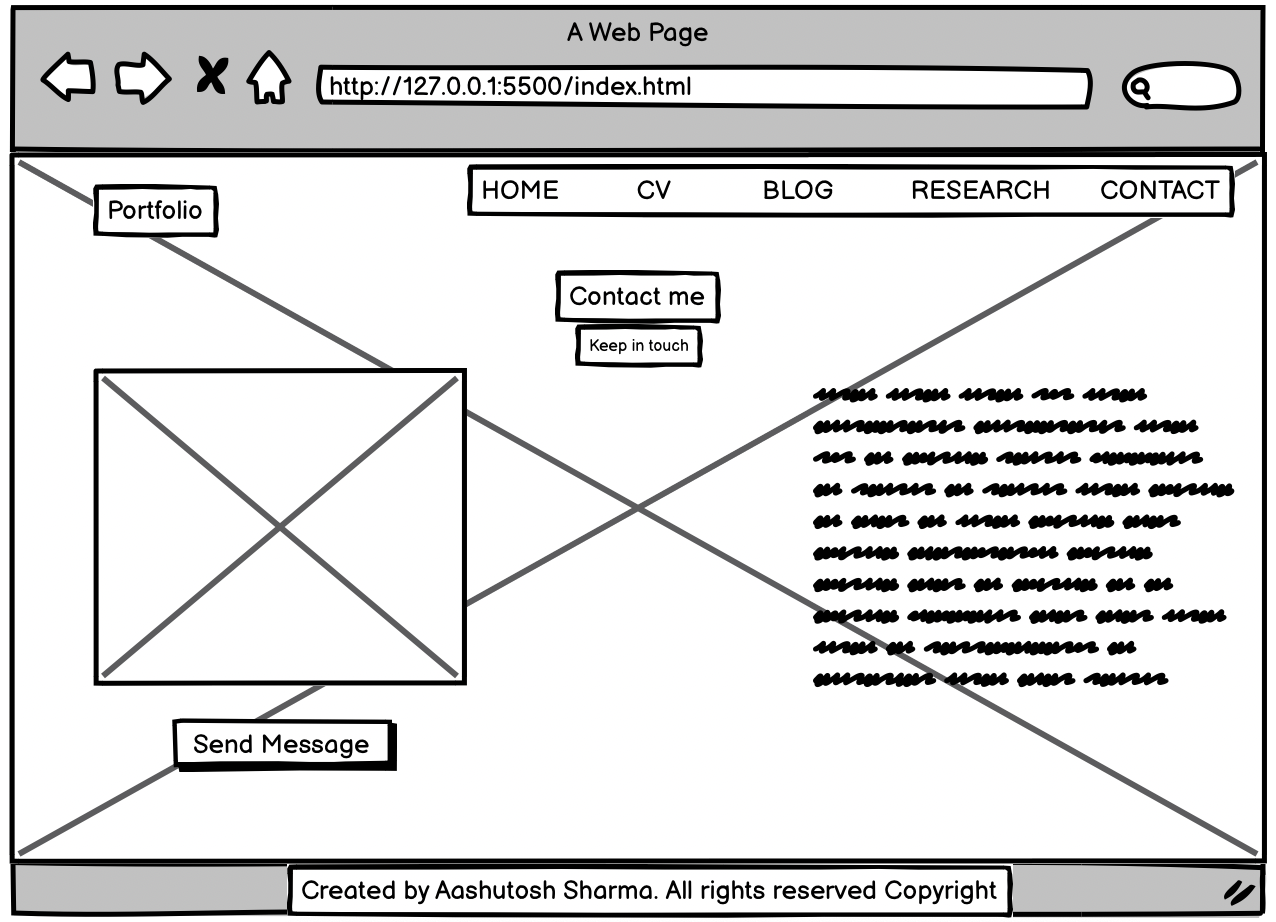 A Web Page
http://127.0.0.1:5500/index.html
Portfolio
HOME CV BLOG RESEARCH CONTACT
Contact me
Keep in touch
Send Message
Created by Aashutosh Sharma. All rights reserved Copyright